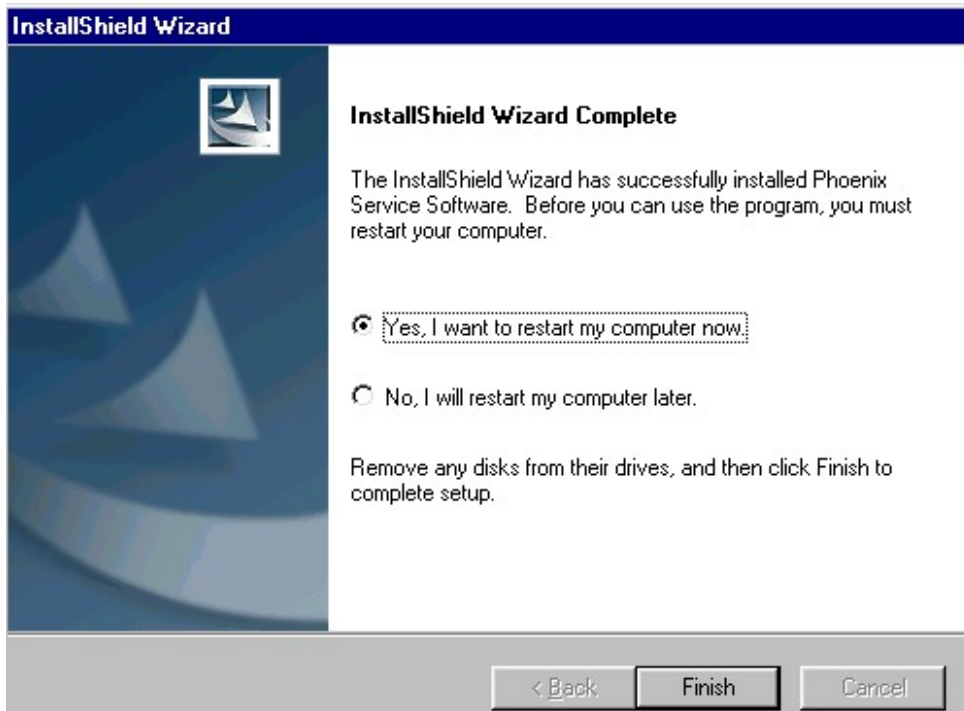 InstallShield Wizard
InstallShield Wizard Complete
The InstallShield Wizard has successfully installed Phoenix
Service Software.  Before you can use the program, you must
restart your computer.
Yes, I want to restart my computer now.
No, I will restart my computer later.
Remove any disks from their drives, and then click Finish to
complete setup.
< Back
Finish
Cancel